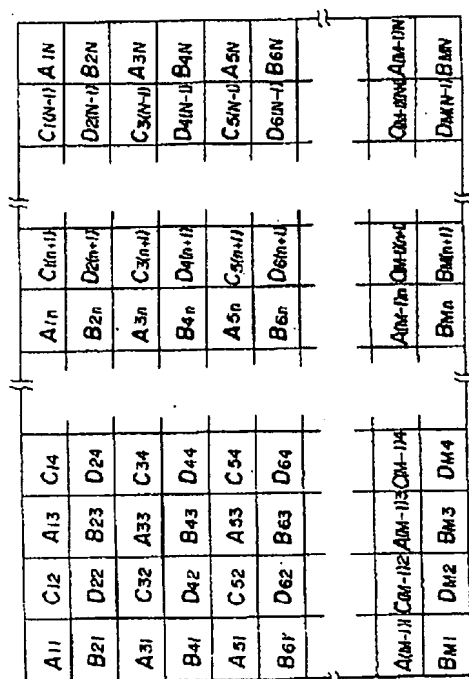 A11 C12 A13 C14 A1n C1(n+1) C1(N-1) A1N
B21 D22 B23 D24 B2n D2(n+1) D2(N-1) B2N
A31 C32 A33 C34 A3n C3(n+1) C3(N-1) A3N
B41 D42 B43 D44 B4n D4(n+1) D4(N-1) B4N
A51 C52 A53 C54 A5n C5(n+1) C5(N-1) A5N
B61 D62 B63 D64 B6n D6(n+1) D6(N-1) B6N
A(M-1)1 C(M-1)2 A(M-1)3 C(M-1)4 A(M-1)n A(M-1)N
BM1 DM2 BM3 DM4 BMn BM(n+1) DM(N-1) BMN